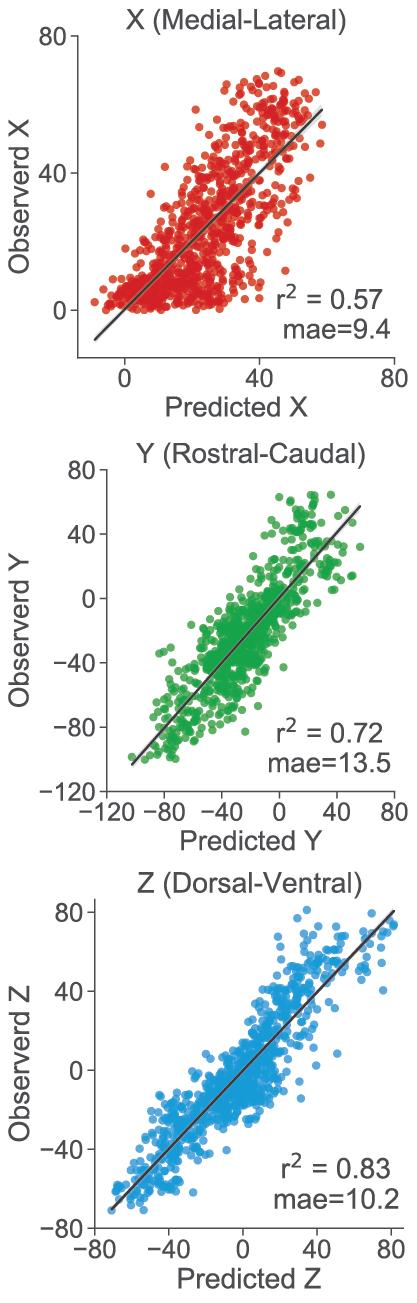 X (Medial-Lateral)
80
40
0
Observerd X
r² = 0.57
mae=9.4
0 40 80
Predicted X
Y (Rostral-Caudal)
80
40
0
−40
−80
−120
Observerd Y
r² = 0.72
mae=13.5
−120 −80 −40 0 40 80
Predicted Y
Z (Dorsal-Ventral)
80
40
0
−40
−80
Observerd Z
r² = 0.83
mae=10.2
−80 −40 0 40 80
Predicted Z